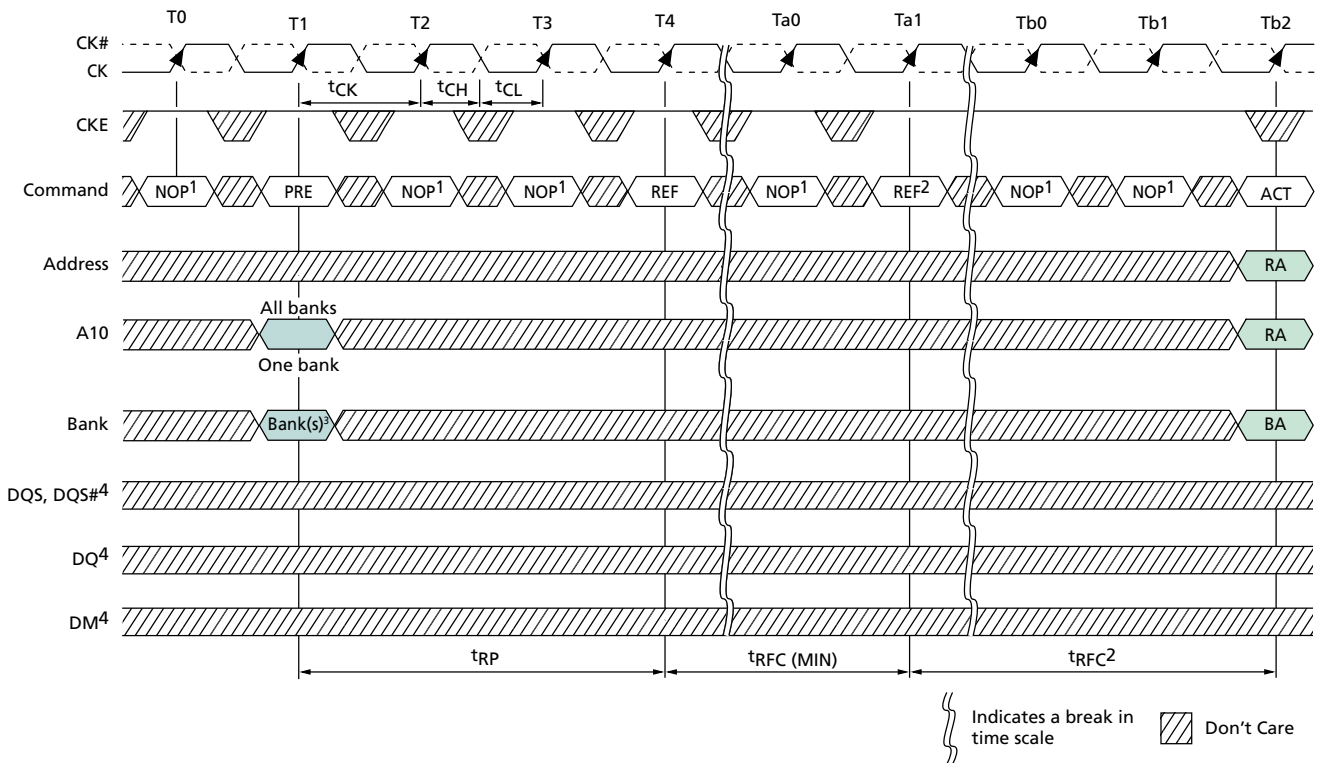 T0 T1 T2 T3 T4 Ta0 Ta1 Tb0 Tb1 Tb2
CK#
CK
tCK tCH tCL
CKE
Command NOP1 PRE NOP1 NOP1 REF NOP1 REF2 NOP1 NOP1 ACT
Address RA
All banks
A10 RA
One bank
Bank Bank(s)3 BA
DQS, DQS#4
DQ4
DM4
tRP tRFC (MIN) tRFC2
Indicates a break in
time scale
Don't Care